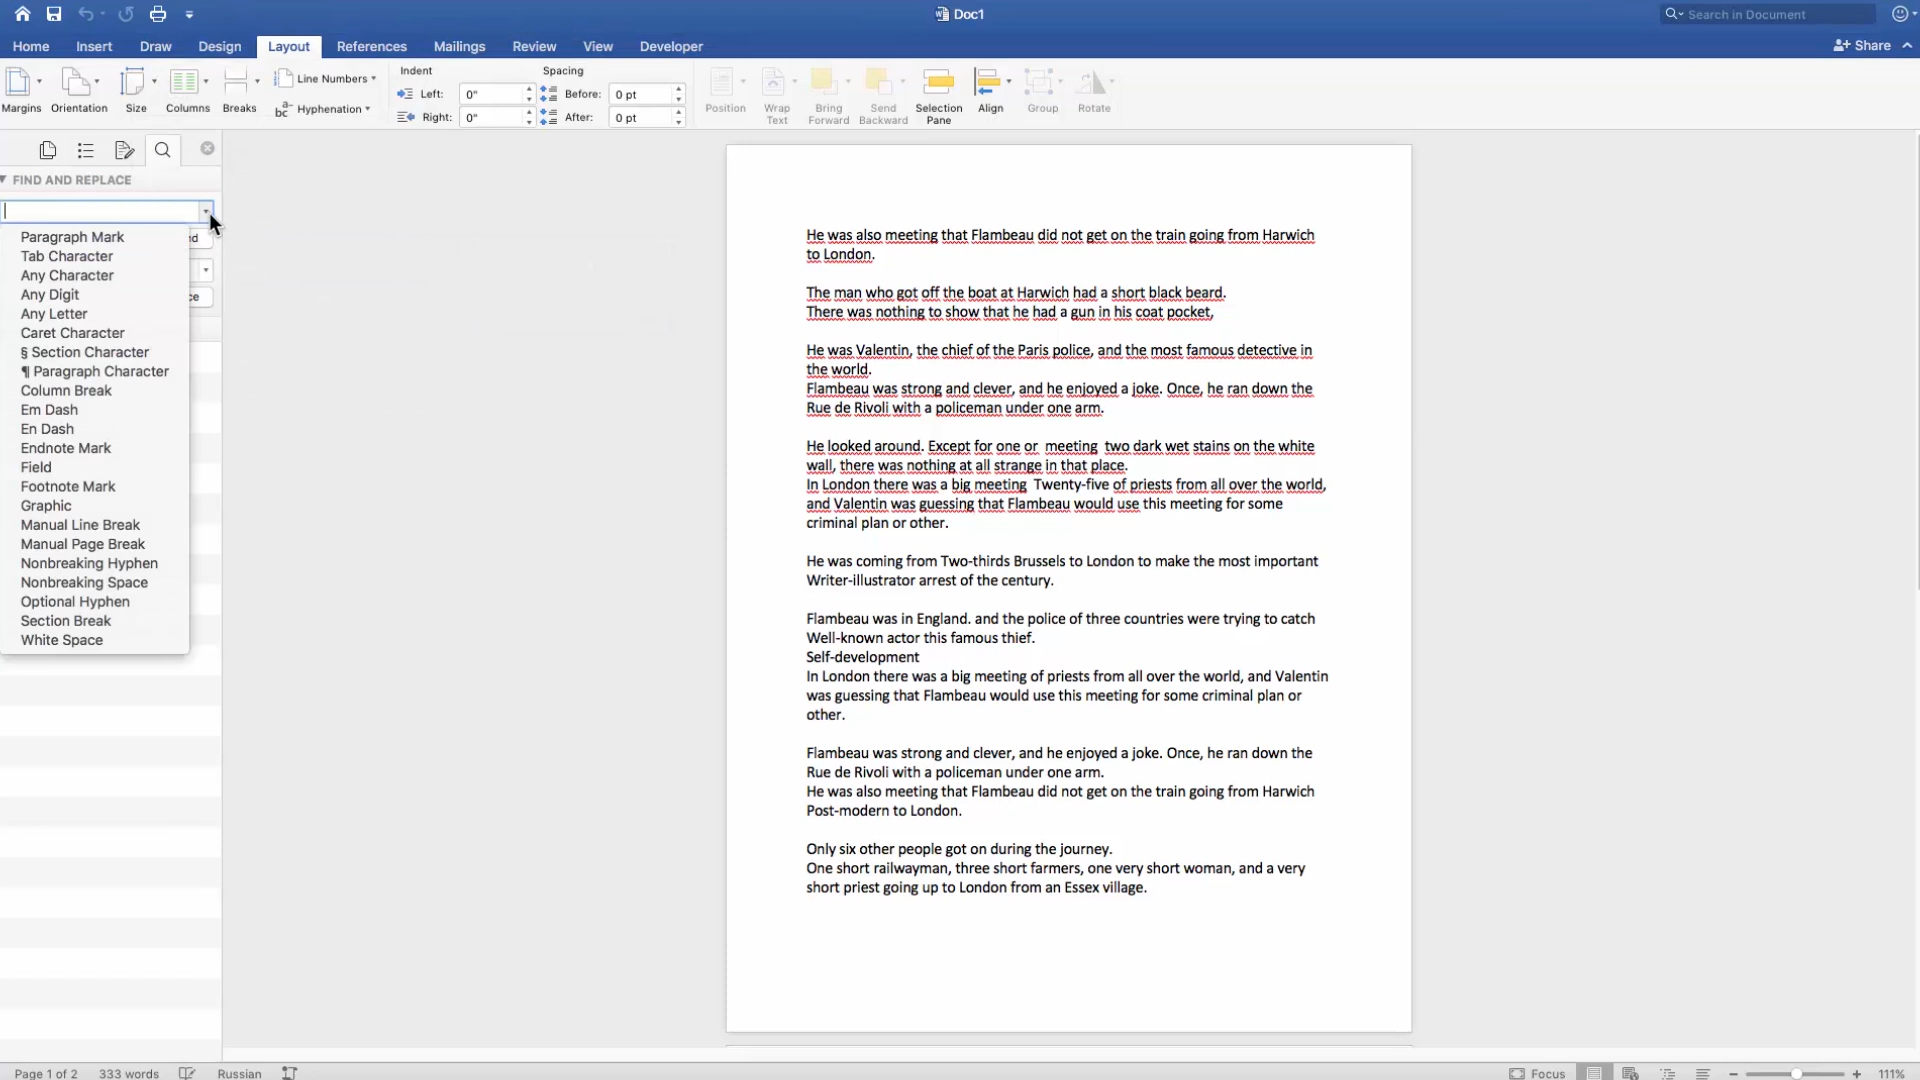 Doc1
Search in Document
Home Insert Draw Design Layout References Mailings Review View Developer
Share
Margins Orientation Size Columns Breaks
Line Numbers
Hyphenation
Indent
Left: 0"
Right: 0"
Spacing
Before: 0 pt
After: 0 pt
Position
Wrap Text
Bring Forward
Send Backward
Selection Pane
Align
Group
Rotate
FIND AND REPLACE
Paragraph Mark
Tab Character
Any Character
Any Digit
Any Letter
Caret Character
§ Section Character
¶ Paragraph Character
Column Break
Em Dash
En Dash
Endnote Mark
Field
Footnote Mark
Graphic
Manual Line Break
Manual Page Break
Nonbreaking Hyphen
Nonbreaking Space
Optional Hyphen
Section Break
White Space
He was also meeting that Flambeau did not get on the train going from Harwich
to London.
The man who got off the boat at Harwich had a short black beard.
There was nothing to show that he had a gun in his coat pocket,
He was Valentin, the chief of the Paris police, and the most famous detective in
the world.
Flambeau was strong and clever, and he enjoyed a joke. Once, he ran down the
Rue de Rivoli with a policeman under one arm.
He looked around. Except for one or meeting two dark wet stains on the white
wall, there was nothing at all strange in that place.
In London there was a big meeting Twenty-five of priests from all over the world,
and Valentin was guessing that Flambeau would use this meeting for some
criminal plan or other.
He was coming from Two-thirds Brussels to London to make the most important
Writer-illustrator arrest of the century.
Flambeau was in England. and the police of three countries were trying to catch
Well-known actor this famous thief.
Self-development
In London there was a big meeting of priests from all over the world, and Valentin
was guessing that Flambeau would use this meeting for some criminal plan or
other.
Flambeau was strong and clever, and he enjoyed a joke. Once, he ran down the
Rue de Rivoli with a policeman under one arm.
He was also meeting that Flambeau did not get on the train going from Harwich
Post-modern to London.
Only six other people got on during the journey.
One short railwayman, three short farmers, one very short woman, and a very
short priest going up to London from an Essex village.
Page 1 of 2 333 words Russian
Focus
111%